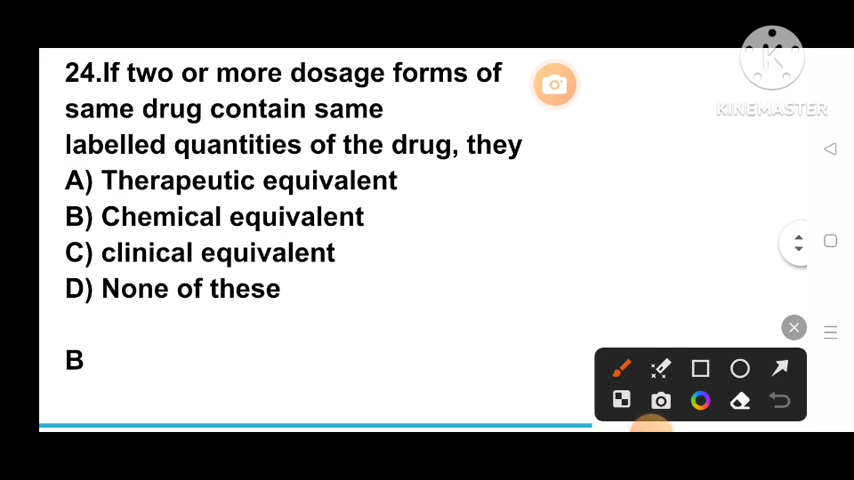 24.If two or more dosage forms of
same drug contain same
labelled quantities of the drug, they
A) Therapeutic equivalent
B) Chemical equivalent
C) clinical equivalent
D) None of these
B
K
KINEMASTER